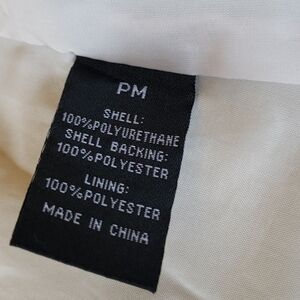 PM
SHELL:
100%POLYURETHANE
SHELL BACKING:
100%POLYESTER
LINING:
100%POLYESTER
MADE IN CHINA